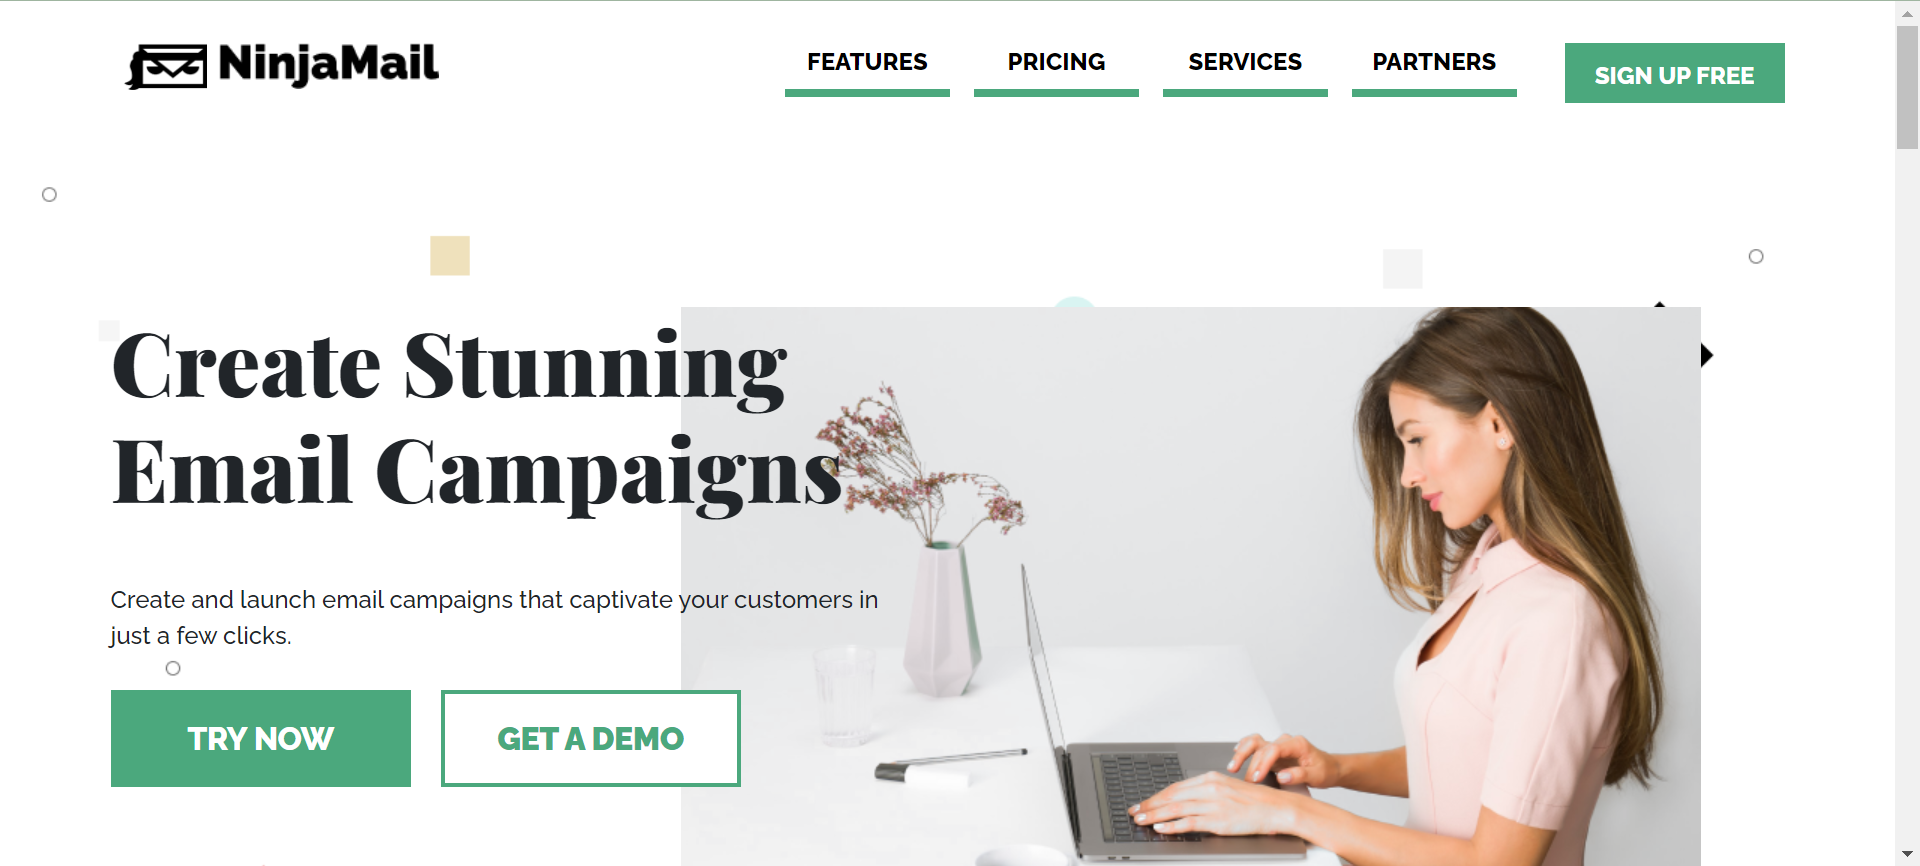 NinjaMail
FEATURES
PRICING
SERVICES
PARTNERS
SIGN UP FREE
Create Stunning
Email Campaigns
Create and launch email campaigns that captivate your customers in
just a few clicks.
TRY NOW
GET A DEMO